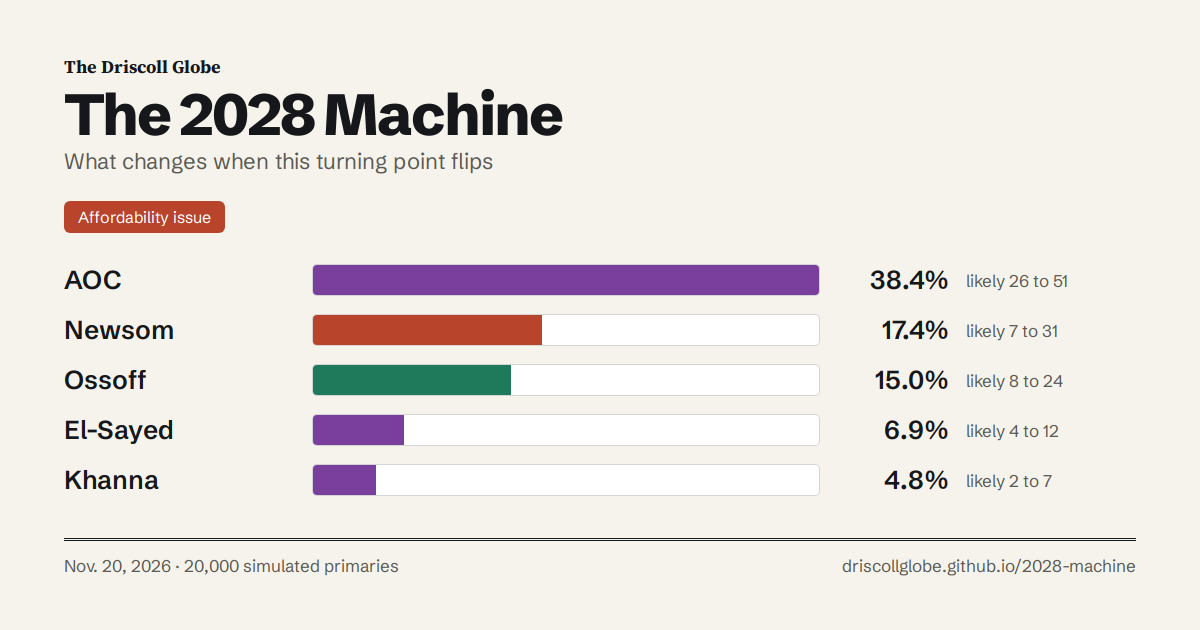 The Driscoll Globe
The 2028 Machine
What changes when this turning point flips
Affordability issue
AOC 38.4% likely 26 to 51
Newsom 17.4% likely 7 to 31
Ossoff 15.0% likely 8 to 24
El-Sayed 6.9% likely 4 to 12
Khanna 4.8% likely 2 to 7
Nov. 20, 2026 · 20,000 simulated primaries driscollglobe.github.io/2028-machine